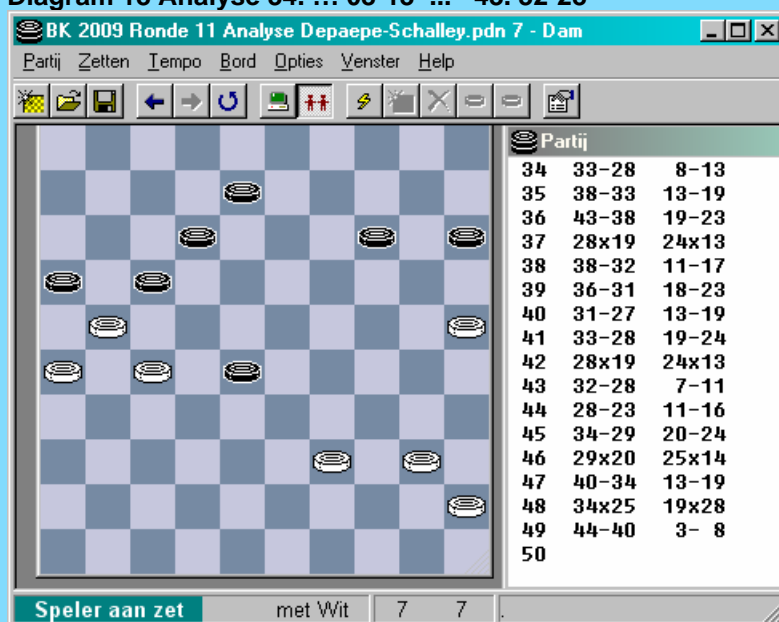 BK 2009 Ronde 11 Analyse Depaepe-Schalley.pdn 7 - Dam
Partij Zetten Tempo Bord Opties Venster Help
Partij
34 33-28 8-13
35 38-33 13-19
36 43-38 19-23
37 28x19 24x13
38 38-32 11-17
39 36-31 18-23
40 31-27 13-19
41 33-28 19-24
42 28x19 24x13
43 32-28 7-11
44 28-23 11-16
45 34-29 20-24
46 29x20 25x14
47 40-34 13-19
48 34x25 19x28
49 44-40 3- 8
50
Speler aan zet met Wit 7 7 .